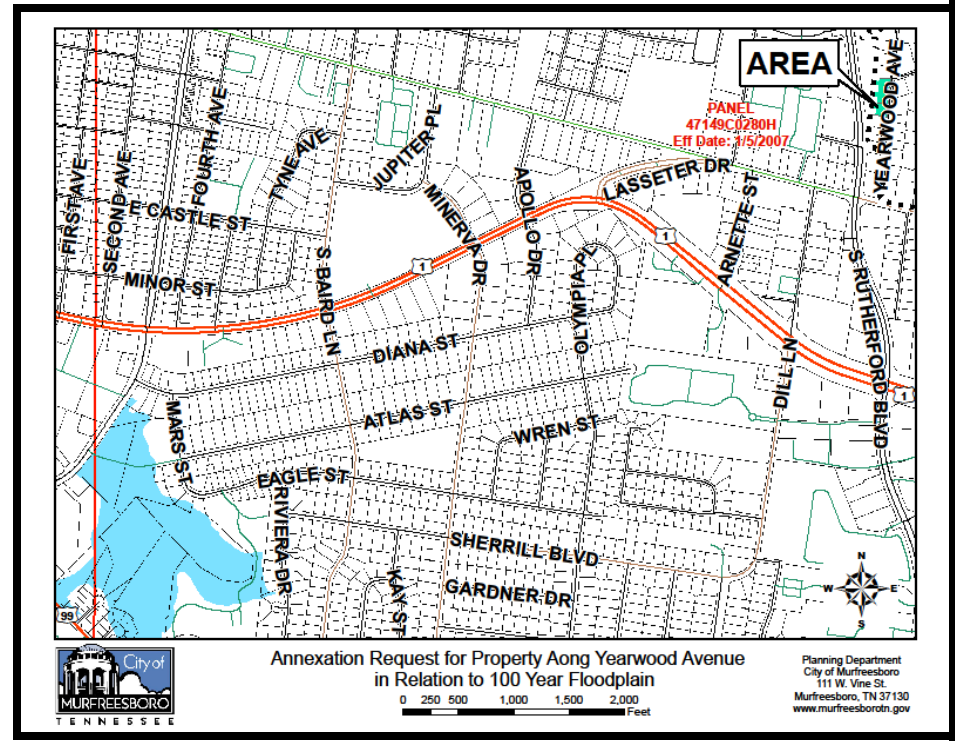 AREA
PANEL
47149C0280H
Eff Date: 1/5/2007
YEARWOOD AVE
FIRST AVE
SECOND AVE
FOURTH AVE
TYNE AVE
JUPITER PL
E CASTLE ST
MINOR ST
S BAIRD LN
MINERVA DR
APOLLO DR
LASSETER DR
ARNETTE ST
OLYMPIA PL
S RUTHERFORD BLVD
1
1
1
DIANA ST
ATLAS ST
WREN ST
DILL LN
MARS ST
EAGLE ST
RIVIERA DR
SHERRILL BLVD
GARDNER DR
KAY ST
99
N
W E
S
City of
MURFREESBORO
TENNESSEE
Annexation Request for Property Aong Yearwood Avenue
in Relation to 100 Year Floodplain
0 250 500 1,000 1,500 2,000
Feet
Planning Department
City of Murfreesboro
111 W. Vine St.
Murfreesboro, TN 37130
www.murfreesborotn.gov